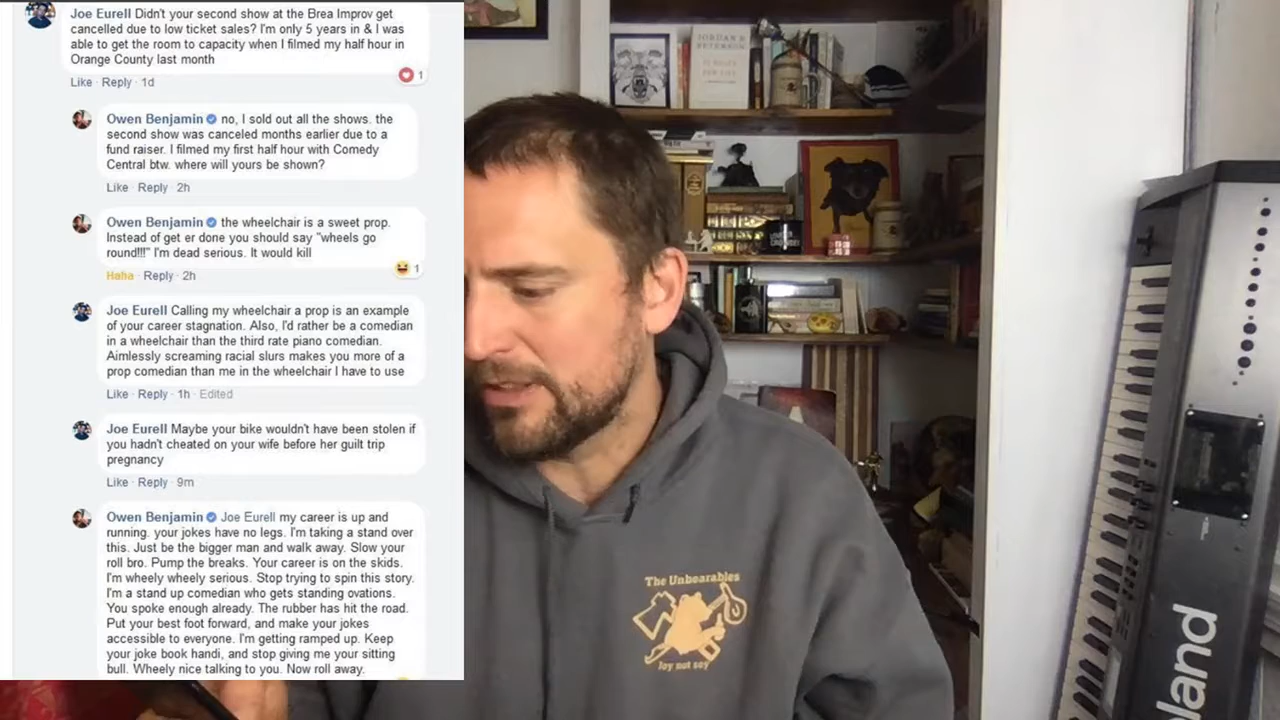 Joe Eurell Didn't your second show at the Brea Improv get
cancelled due to low ticket sales? I'm only 5 years in & I was
able to get the room to capacity when I filmed my half hour in
Orange County last month
1
Like · Reply · 1d
Owen Benjamin no, I sold out all the shows. the
second show was canceled months earlier due to a
fund raiser. I filmed my first half hour with Comedy
Central btw. where will yours be shown?
Like · Reply · 2h
Owen Benjamin the wheelchair is a sweet prop.
Instead of get er done you should say "wheels go
round!!!" I'm dead serious. It would kill
1
Haha · Reply · 2h
Joe Eurell Calling my wheelchair a prop is an example
of your career stagnation. Also, I'd rather be a comedian
in a wheelchair than the third rate piano comedian.
Aimlessly screaming racial slurs makes you more of a
prop comedian than me in the wheelchair I have to use
Like · Reply · 1h · Edited
Joe Eurell Maybe your bike wouldn't have been stolen if
you hadn't cheated on your wife before her guilt trip
pregnancy
Like · Reply · 9m
Owen Benjamin Joe Eurell my career is up and
running. your jokes have no legs. I'm taking a stand over
this. Just be the bigger man and walk away. Slow your
roll bro. Pump the breaks. Your career is on the skids.
I'm wheely wheely serious. Stop trying to spin this story.
I'm a stand up comedian who gets standing ovations.
You spoke enough already. The rubber has hit the road.
Put your best foot forward, and make your jokes
accessible to everyone. I'm getting ramped up. Keep
your joke book handi, and stop giving me your sitting
bull. Wheely nice talking to you. Now roll away.
JORDAN B
PETERSON
The Unbearables
Joy not soy
land